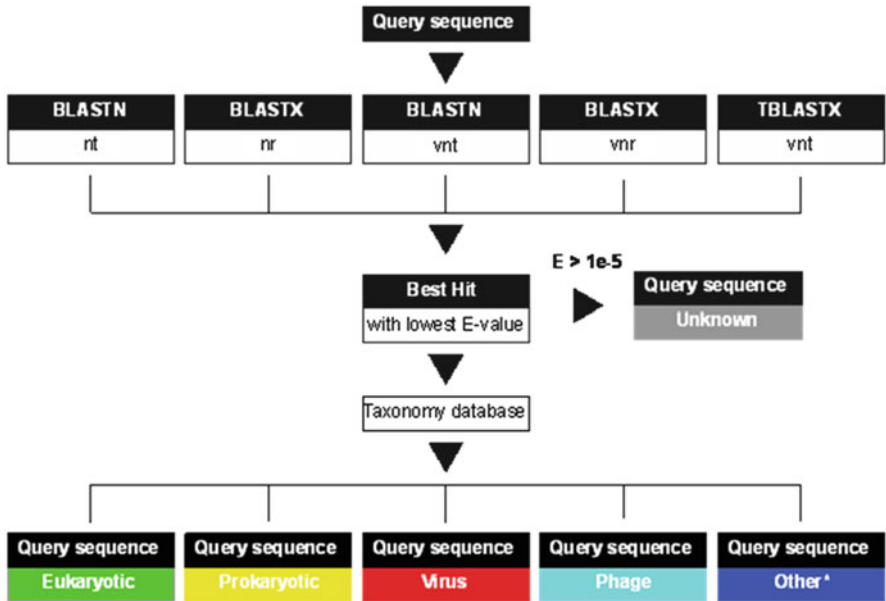 Query sequence
BLASTN BLASTX BLASTN BLASTX TBLASTX
nt nr vnt vnr vnt
E > 1e-5
Best Hit
with lowest E-value
Query sequence
Unknown
Taxonomy database
Query sequence Query sequence Query sequence Query sequence Query sequence
Eukaryotic Prokaryotic Virus Phage Other*